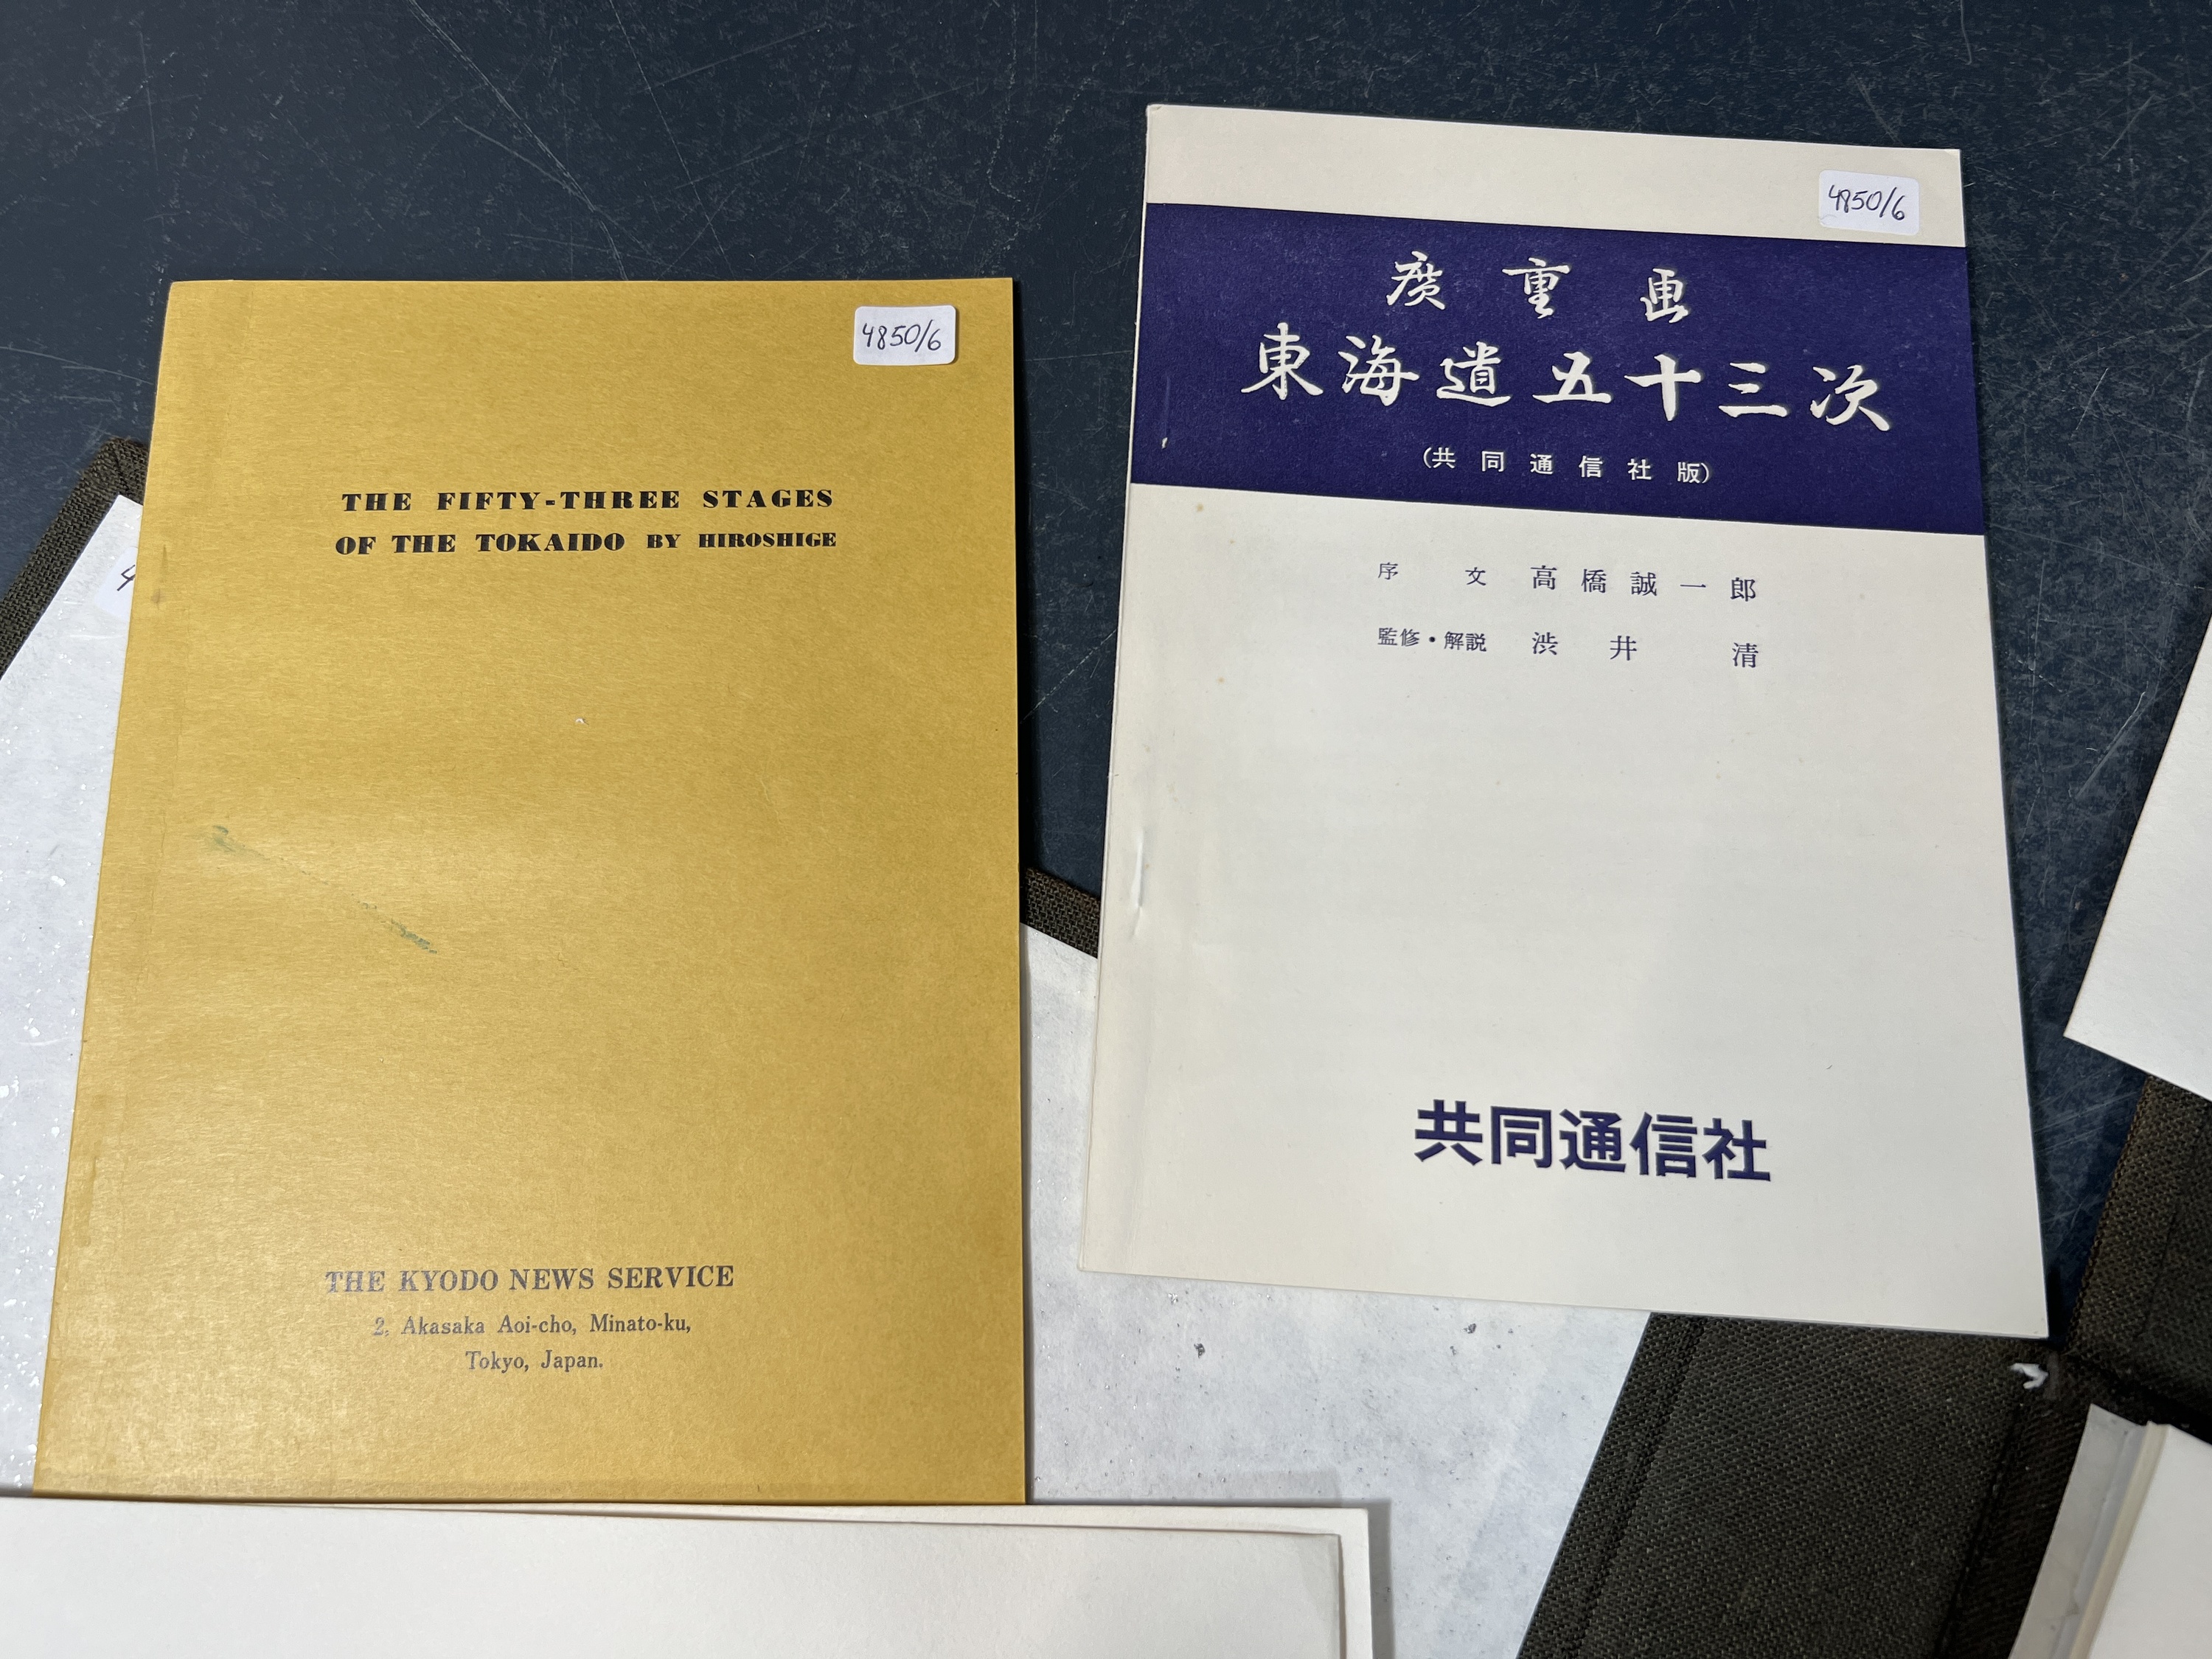 4850/6
THE FIFTY-THREE STAGES
OF THE TOKAIDO BY HIROSHIGE
THE KYODO NEWS SERVICE
2, Akasaka Aoi-cho, Minato-ku,
Tokyo, Japan.
4850/6
廣重画
東海道五十三次
(共同通信社版)
序文 高橋誠一郎
監修・解説 渋井清
共同通信社
4